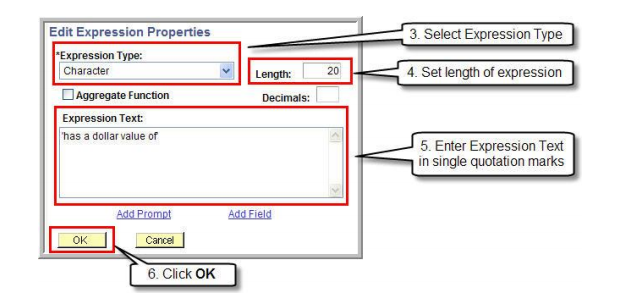 Edit Expression Properties
3. Select Expression Type
*Expression Type:
Character
Length: 20
4. Set length of expression
Aggregate Function
Decimals:
Expression Text:
'has a dollar value of'
5. Enter Expression Text
in single quotation marks
Add Prompt
Add Field
OK
Cancel
6. Click OK